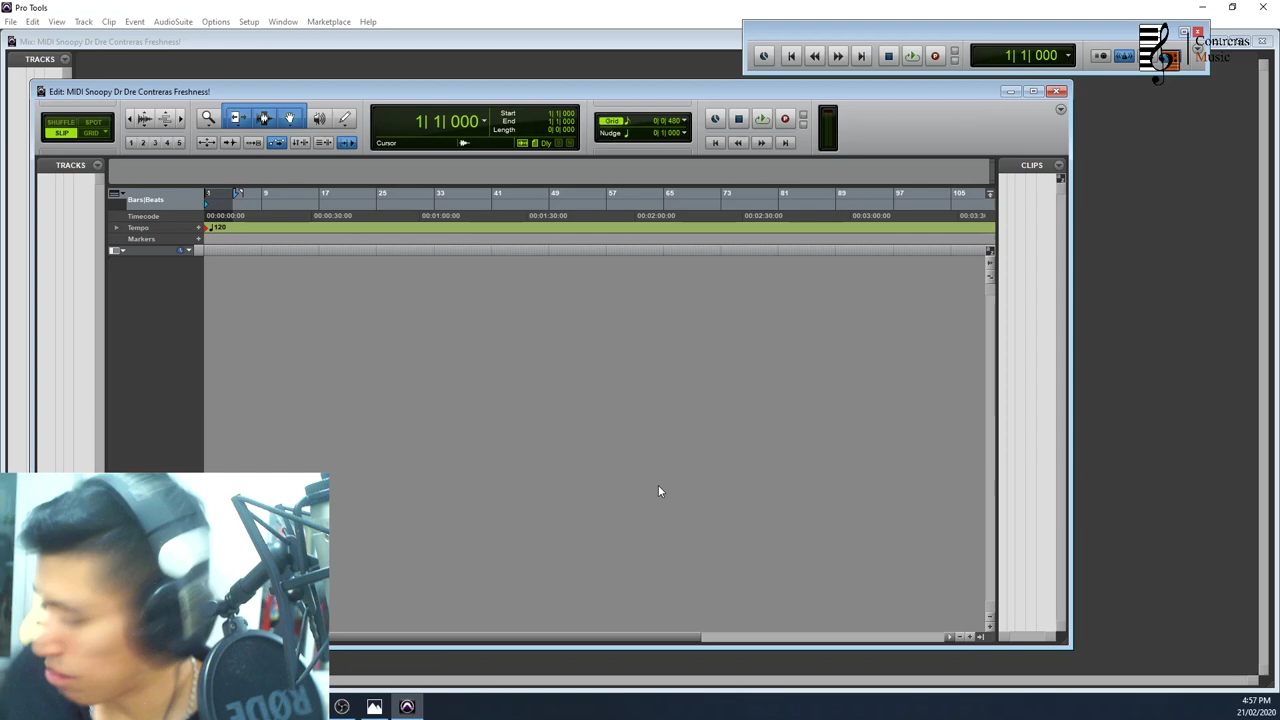 Pro Tools
File Edit View Track Clip Event AudioSuite Options Setup Window Marketplace Help
Mix: MIDI Snoopy Dr Dre Contreras Freshness!
TRACKS
1| 1| 000
Contreras
Music
Edit: MIDI Snoopy Dr Dre Contreras Freshness!
SHUFFLE SPOT
SLIP GRID
1 2 3 4 5
1| 1| 000
Start 1| 1| 000
End 1| 1| 000
Length 0| 0| 000
Cursor
Dly
Grid 0| 0| 480
Nudge 0| 1| 000
TRACKS
CLIPS
Bars|Beats
1 9 17 25 33 41 49 57 65 73 81 89 97 105
Timecode
00:00:00:00 00:00:30:00 00:01:00:00 00:01:30:00 00:02:00:00 00:02:30:00 00:03:00:00
Tempo
120
Markers
RØDE
4:57 PM
21/02/2020